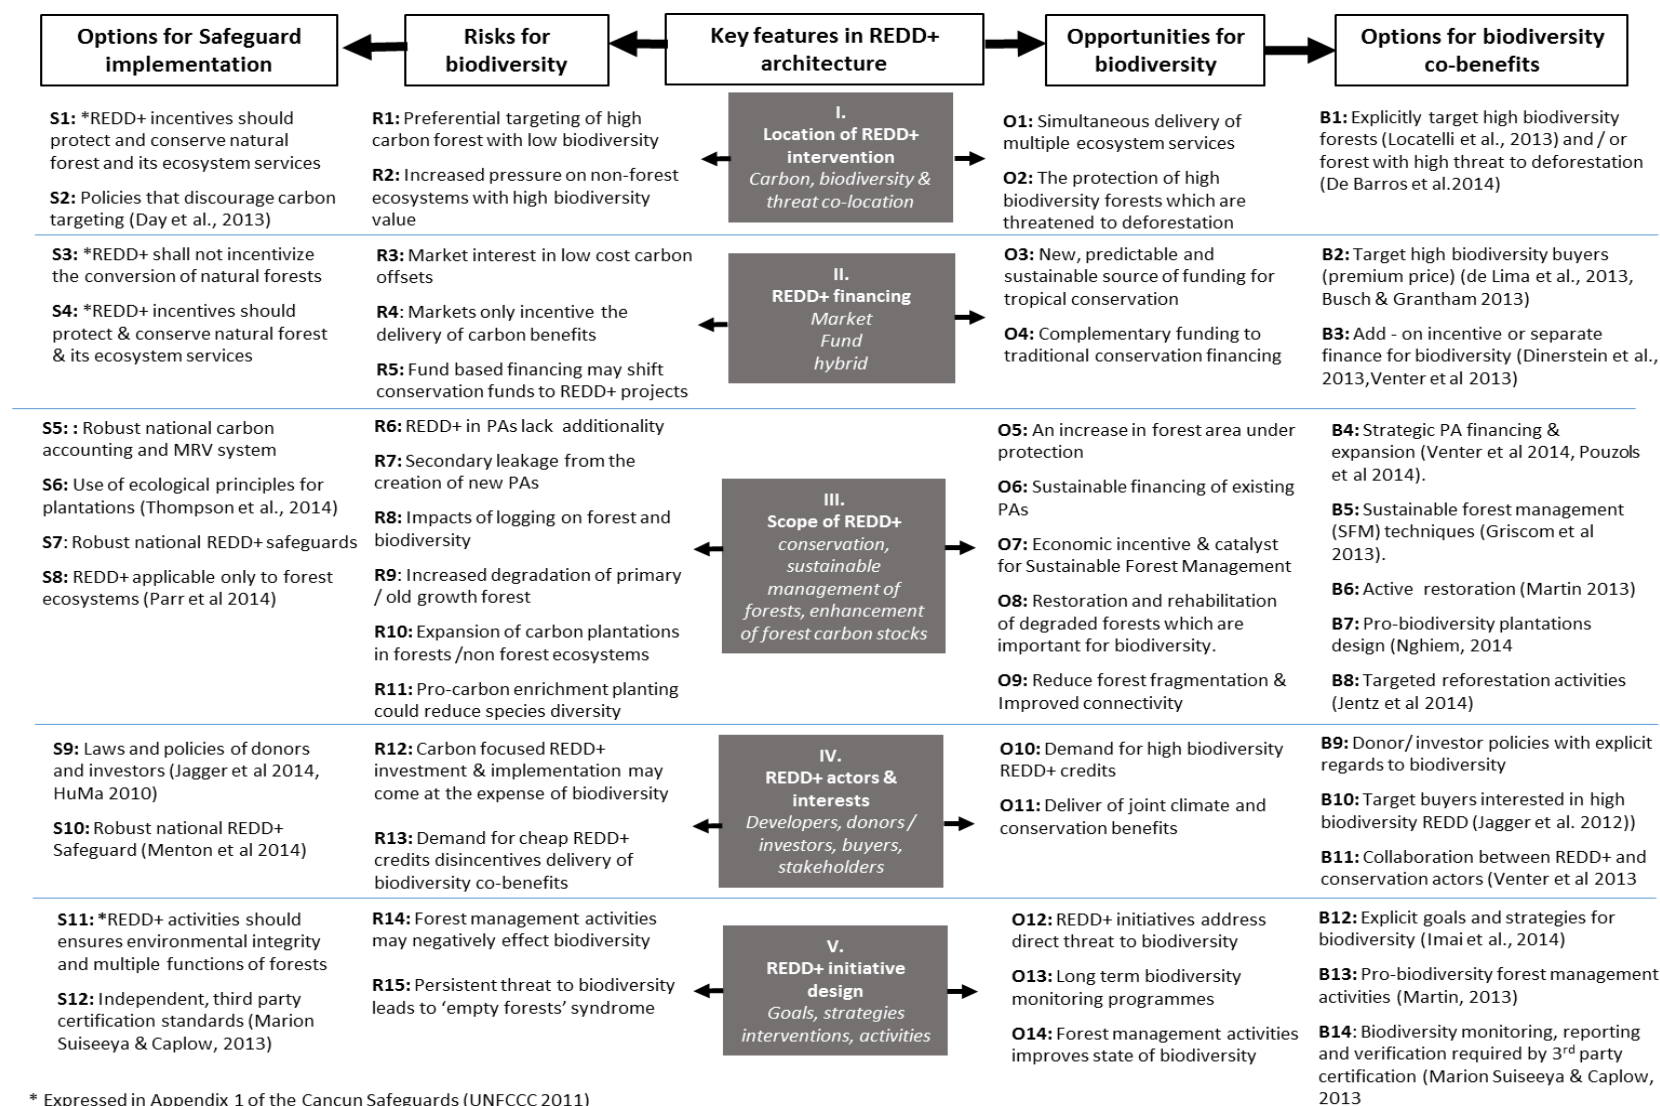 Options for Safeguard
implementation
Risks for
biodiversity
Key features in REDD+
architecture
Opportunities for
biodiversity
Options for biodiversity
co-benefits
S1: *REDD+ incentives should
protect and conserve natural
forest and its ecosystem services
S2: Policies that discourage carbon
targeting (Day et al., 2013)
R1: Preferential targeting of high
carbon forest with low biodiversity
R2: Increased pressure on non-forest
ecosystems with high biodiversity
value
I.
Location of REDD+
intervention
Carbon, biodiversity &
threat co-location
O1: Simultaneous delivery of
multiple ecosystem services
O2: The protection of high
biodiversity forests which are
threatened to deforestation
B1: Explicitly target high biodiversity
forests (Locatelli et al., 2013) and / or
forest with high threat to deforestation
(De Barros et al.2014)
S3: *REDD+ shall not incentivize
the conversion of natural forests
S4: *REDD+ incentives should
protect & conserve natural forest
& its ecosystem services
R3: Market interest in low cost carbon
offsets
R4: Markets only incentive the
delivery of carbon benefits
R5: Fund based financing may shift
conservation funds to REDD+ projects
II.
REDD+ financing
Market
Fund
hybrid
O3: New, predictable and
sustainable source of funding for
tropical conservation
O4: Complementary funding to
traditional conservation financing
B2: Target high biodiversity buyers
(premium price) (de Lima et al., 2013,
Busch & Grantham 2013)
B3: Add - on incentive or separate
finance for biodiversity (Dinerstein et al.,
2013,Venter et al 2013)
S5: : Robust national carbon
accounting and MRV system
S6: Use of ecological principles for
plantations (Thompson et al., 2014)
S7: Robust national REDD+ safeguards
S8: REDD+ applicable only to forest
ecosystems (Parr et al 2014)
R6: REDD+ in PAs lack additionality
R7: Secondary leakage from the
creation of new PAs
R8: Impacts of logging on forest and
biodiversity
R9: Increased degradation of primary
/ old growth forest
R10: Expansion of carbon plantations
in forests /non forest ecosystems
R11: Pro-carbon enrichment planting
could reduce species diversity
III.
Scope of REDD+
conservation,
sustainable
management of
forests, enhancement
of forest carbon stocks
O5: An increase in forest area under
protection
O6: Sustainable financing of existing
PAs
O7: Economic incentive & catalyst
for Sustainable Forest Management
O8: Restoration and rehabilitation
of degraded forests which are
important for biodiversity.
O9: Reduce forest fragmentation &
Improved connectivity
B4: Strategic PA financing &
expansion (Venter et al 2014, Pouzols
et al 2014).
B5: Sustainable forest management
(SFM) techniques (Griscom et al
2013).
B6: Active restoration (Martin 2013)
B7: Pro-biodiversity plantations
design (Nghiem, 2014
B8: Targeted reforestation activities
(Jentz et al 2014)
S9: Laws and policies of donors
and investors (Jagger et al 2014,
HuMa 2010)
S10: Robust national REDD+
Safeguard (Menton et al 2014)
R12: Carbon focused REDD+
investment & implementation may
come at the expense of biodiversity
R13: Demand for cheap REDD+
credits disincentives delivery of
biodiversity co-benefits
IV.
REDD+ actors &
interests
Developers, donors /
investors, buyers,
stakeholders
O10: Demand for high biodiversity
REDD+ credits
O11: Deliver of joint climate and
conservation benefits
B9: Donor/ investor policies with explicit
regards to biodiversity
B10: Target buyers interested in high
biodiversity REDD (Jagger et al. 2012))
B11: Collaboration between REDD+ and
conservation actors (Venter et al 2013
S11: *REDD+ activities should
ensures environmental integrity
and multiple functions of forests
S12: Independent, third party
certification standards (Marion
Suiseeya & Caplow, 2013)
R14: Forest management activities
may negatively effect biodiversity
R15: Persistent threat to biodiversity
leads to ‘empty forests’ syndrome
V.
REDD+ initiative
design
Goals, strategies
interventions, activities
O12: REDD+ initiatives address
direct threat to biodiversity
O13: Long term biodiversity
monitoring programmes
O14: Forest management activities
improves state of biodiversity
B12: Explicit goals and strategies for
biodiversity (Imai et al., 2014)
B13: Pro-biodiversity forest management
activities (Martin, 2013)
B14: Biodiversity monitoring, reporting
and verification required by 3rd party
certification (Marion Suiseeya & Caplow,
2013
* Expressed in Appendix 1 of the Cancun Safeguards (UNFCCC 2011)